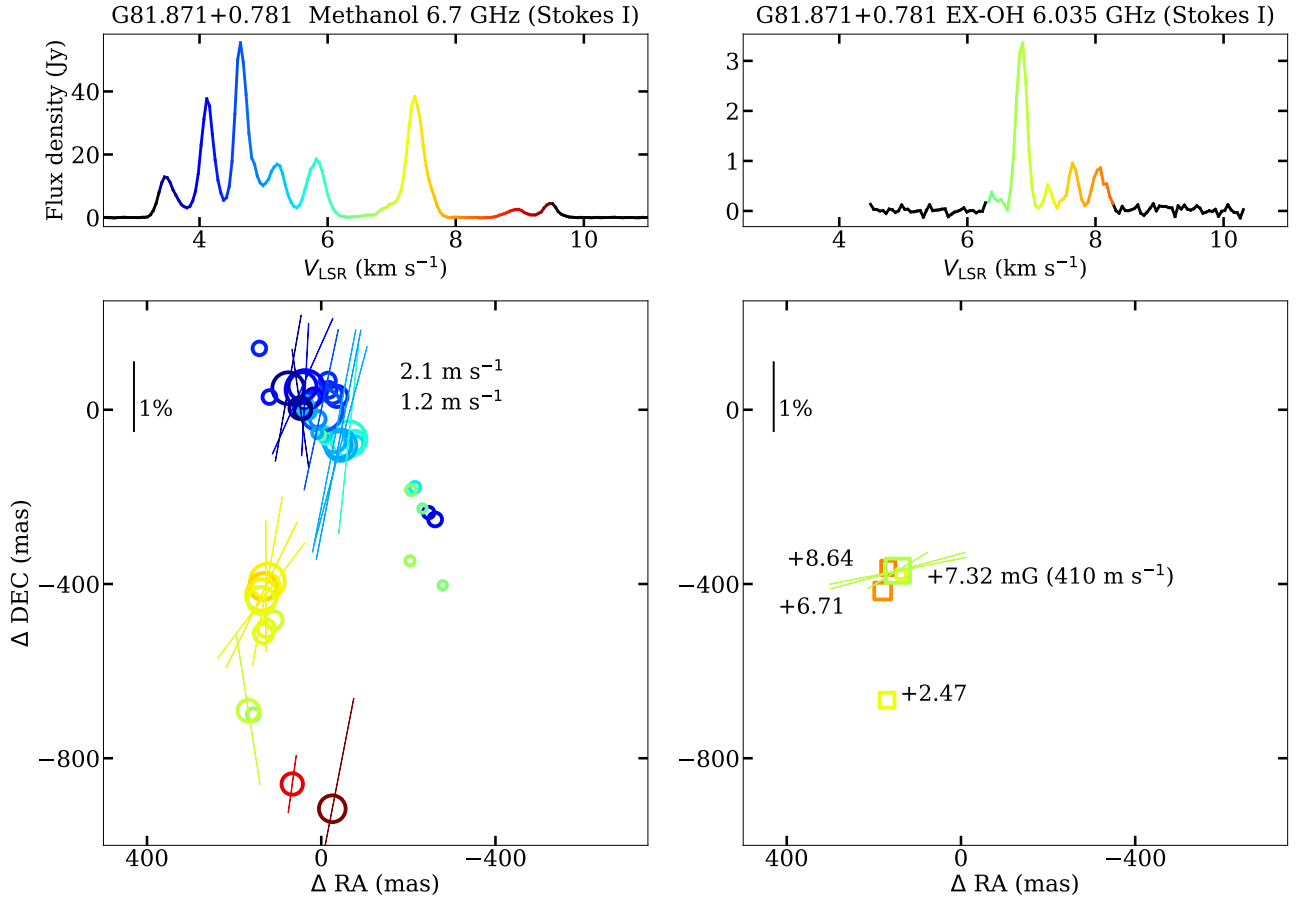 G81.871+0.781  Methanol 6.7 GHz (Stokes I)
Flux density (Jy)
40
20
0
4
6
8
10
V_LSR (km s⁻¹)
G81.871+0.781 EX-OH 6.035 GHz (Stokes I)
3
2
1
0
4
6
8
10
V_LSR (km s⁻¹)
Δ DEC (mas)
0
−400
−800
1%
2.1 m s⁻¹
1.2 m s⁻¹
400
0
−400
Δ RA (mas)
0
−400
−800
1%
+8.64
+7.32 mG (410 m s⁻¹)
+6.71
+2.47
400
0
−400
Δ RA (mas)